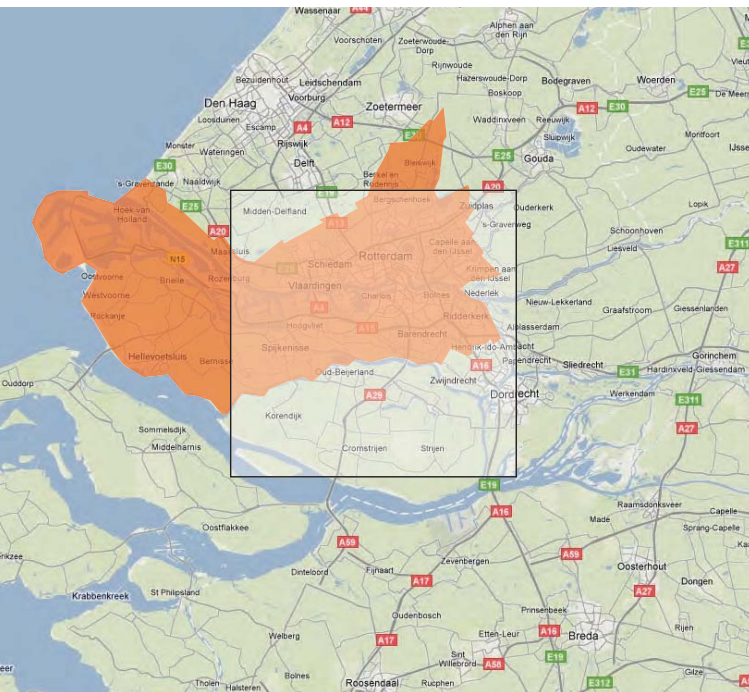 Wassenaar
A44
Alphen aan
den Rijn
Voorschoten
Zoeterwoude-
Dorp
Rijnwoude
Bezuidenhout
Leidschendam
Hazerswoude-Dorp
Boskoop
Bodegraven
Woerden
E25
De Meern
Den Haag
Voorburg
Zoetermeer
A12
E30
Loosduinen
Escamp
A4
A12
Waddinxveen
Reeuwijk
Rijswijk
Sluipwijk
Montfoort
Monster
Wateringen
Delft
Bleiswijk
E25
Gouda
Oudewater
E30
Berkel en
Rodenrijs
's-Gravenzande
Naaldwijk
E19
A20
Bergschenhoek
Zuidplas
Ouderkerk
Lopik
Hoek van
Holland
E25
Midden-Delfland
A13
's-Graverweg
Schoonhoven
A20
Capelle aan
den IJssel
Liesveld
E311
Maassluis
N15
Rotterdam
Schiedam
A27
Krimpen aan
den IJssel
Oostvoorne
Brielle
Rozenburg
Vlaardingen
Westvoorne
Charlois
Bolnes
Nederlek
Nieuw-Lekkerland
Graafstroom
Giessenlanden
Rockanje
A4
Ridderkerk
Hoogvliet
A15
Barendrecht
Alblasserdam
Hellevoetsluis
Bernisse
Spijkenisse
Hendrik-Ido-Ambacht
Papendrecht
Sliedrecht
Gorinchem
A16
E31
Hardinxveld-Giessendam
Ouddorp
Oud-Beijerland
Zwijndrecht
A29
Dordrecht
Werkendam
E311
Korendijk
A27
Sommelsdijk
Middelharnis
Cromstrijen
Strijen
E19
Raamsdonksveer
A16
Made
Capelle
Oostflakkee
Sprang-Capelle
A59
Zevenbergen
A59
Oosterhout
Dinteloord
Fijnaart
A17
Dongen
Krabbenkreek
St Philipsland
A27
Oudenbosch
Prinsenbeek
Welberg
A17
Etten-Leur
A16
Breda
Rijen
Sint
Willebrord
A58
E19
Gilze
Tholen
Halsteren
Bolnes
Roosendaal
Rucphen
E312